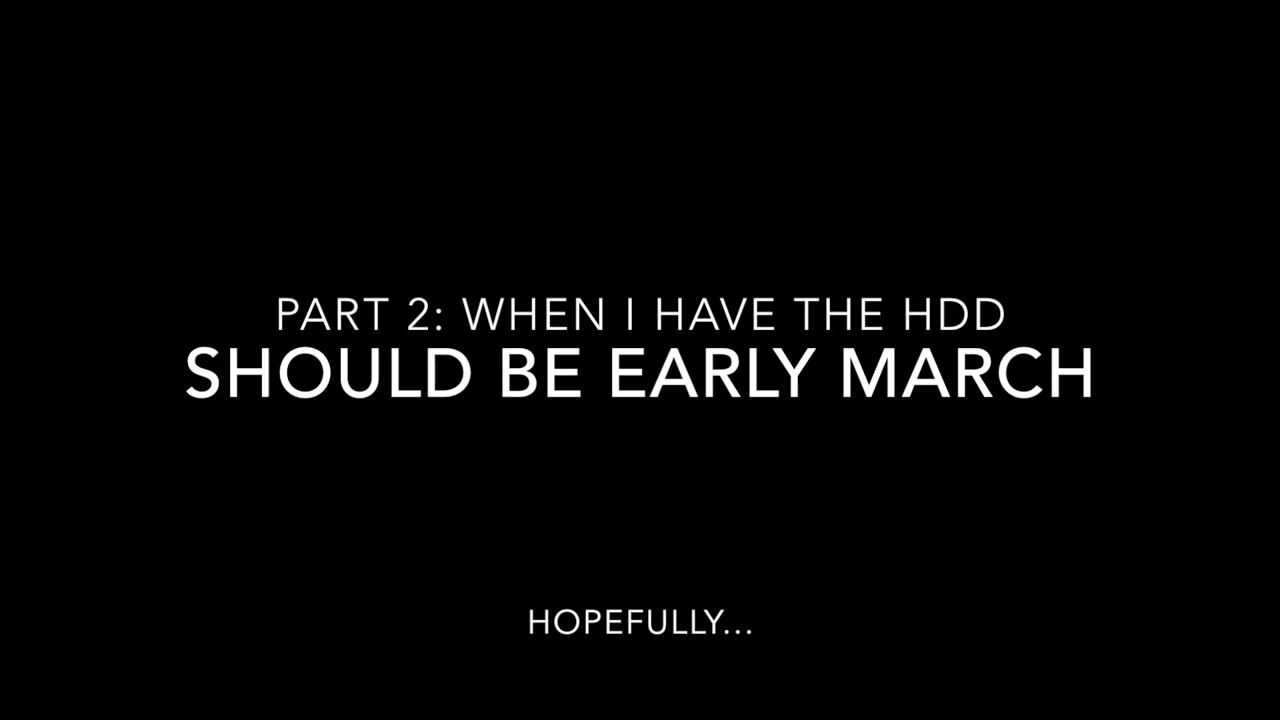 PART 2: WHEN I HAVE THE HDD
SHOULD BE EARLY MARCH
HOPEFULLY...